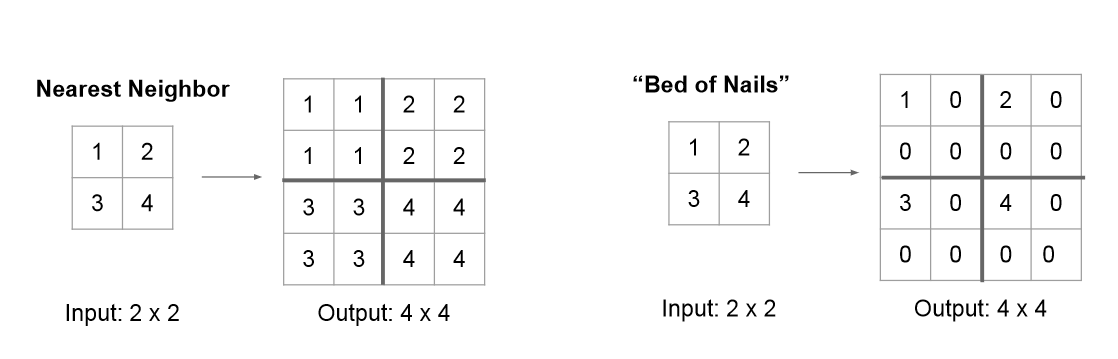 Nearest Neighbor
1 2
3 4
1 1 2 2
1 1 2 2
3 3 4 4
3 3 4 4
Input: 2 x 2
Output: 4 x 4
“Bed of Nails”
1 2
3 4
1 0 2 0
0 0 0 0
3 0 4 0
0 0 0 0
Input: 2 x 2
Output: 4 x 4